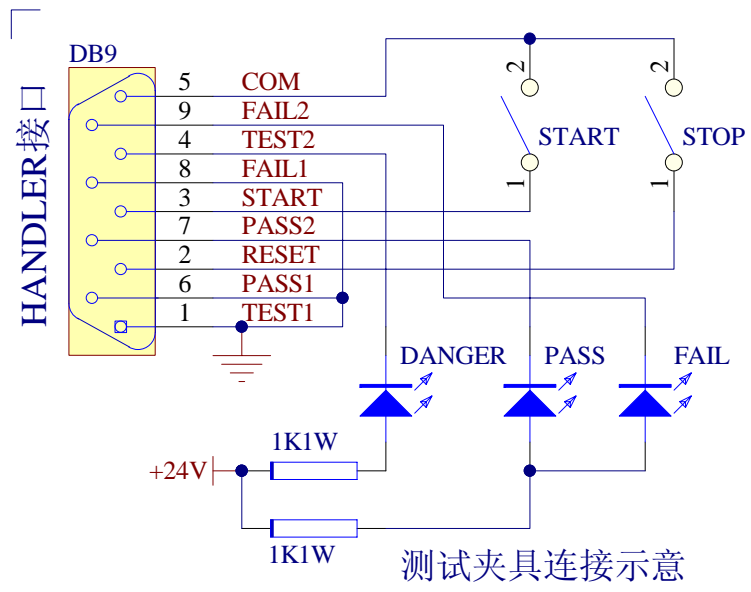 DB9
HANDLER接口
5 COM
9 FAIL2
4 TEST2
8 FAIL1
3 START
7 PASS2
2 RESET
6 PASS1
1 TEST1
2
START
1
2
STOP
1
DANGER
PASS
FAIL
1K1W
+24V
1K1W
测试夹具连接示意